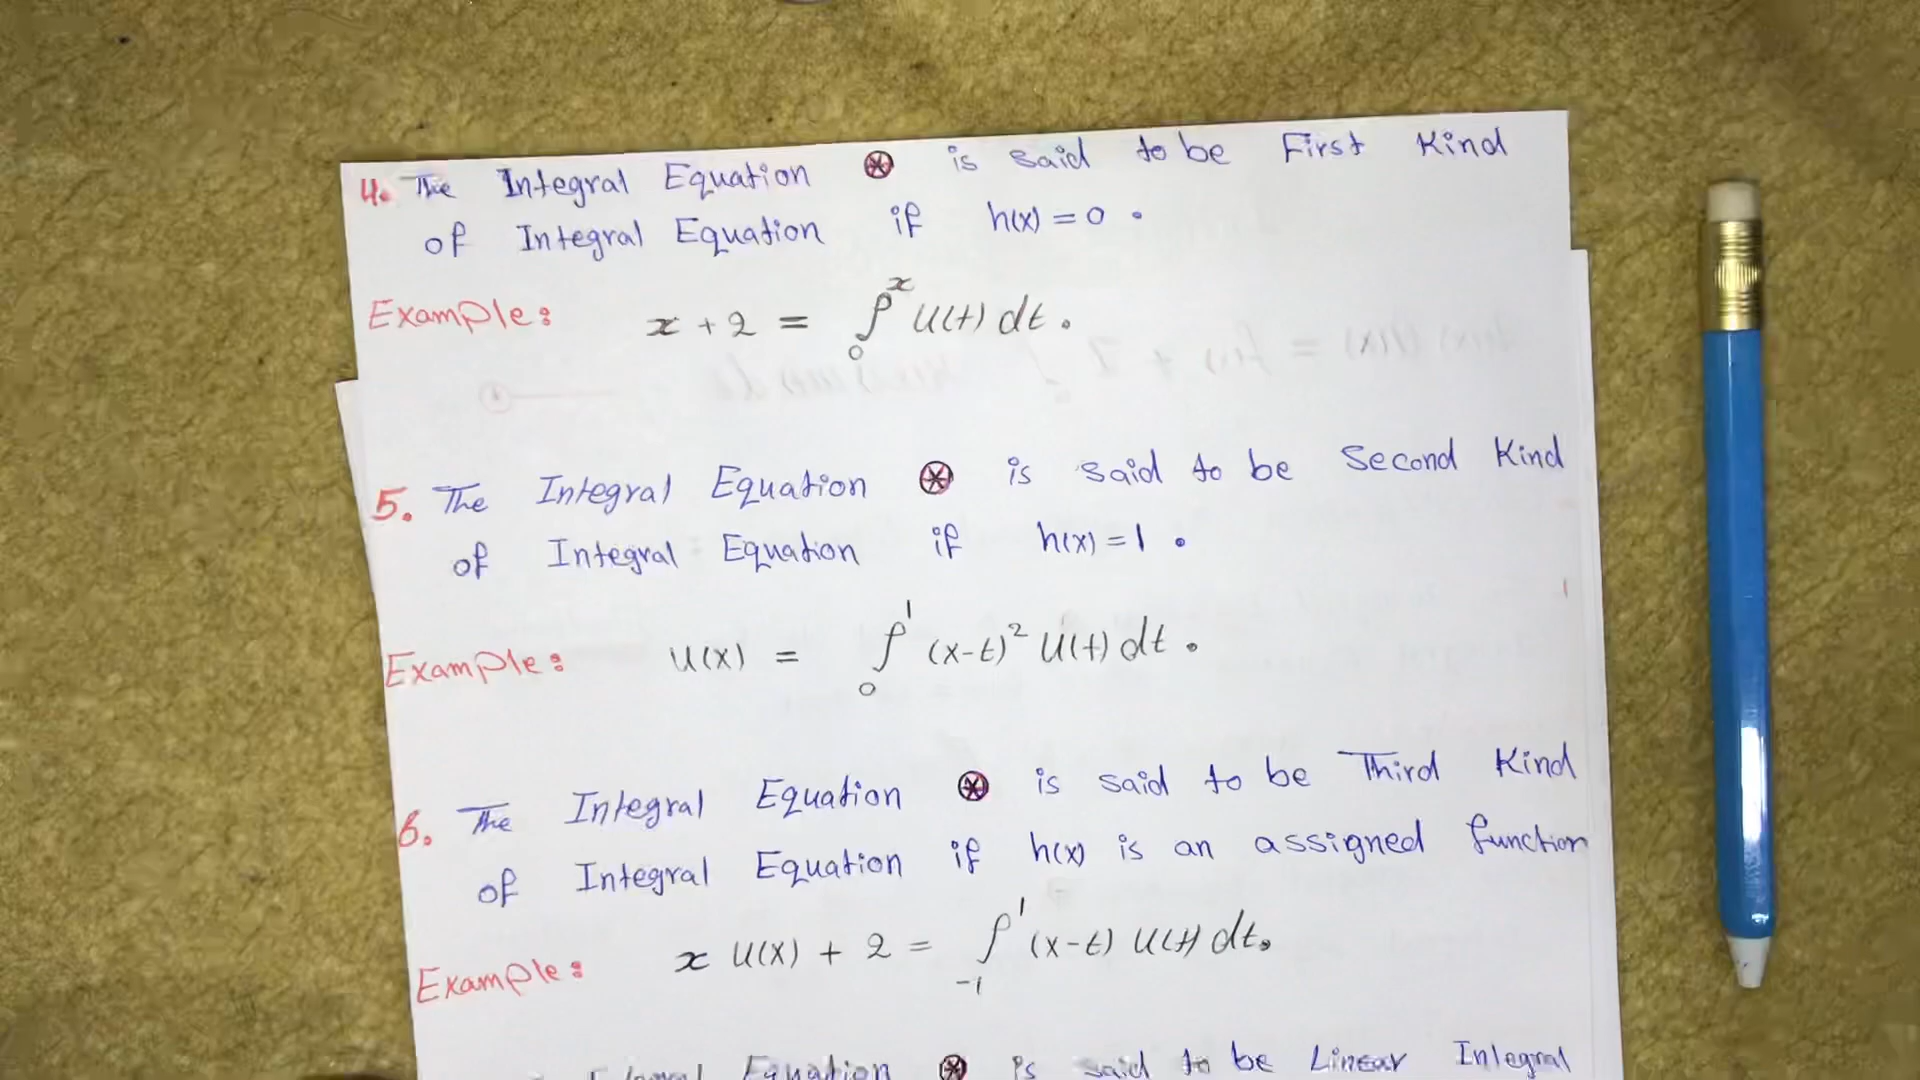 4. The Integral Equation ⊛ is said to be First Kind
of Integral Equation if h(x) = 0 .
Example: x + 2 = ∫₀ˣ u(t) dt .
5. The Integral Equation ⊛ is said to be Second Kind
of Integral Equation if h(x) = 1 .
Example: u(x) = ∫₀¹ (x-t)² u(t) dt .
6. The Integral Equation ⊛ is said to be Third Kind
of Integral Equation if h(x) is an assigned function
Example: x u(x) + 2 = ∫₋₁¹ (x-t) u(t) dt.
Equation ⊛ is said to be Linear Integral